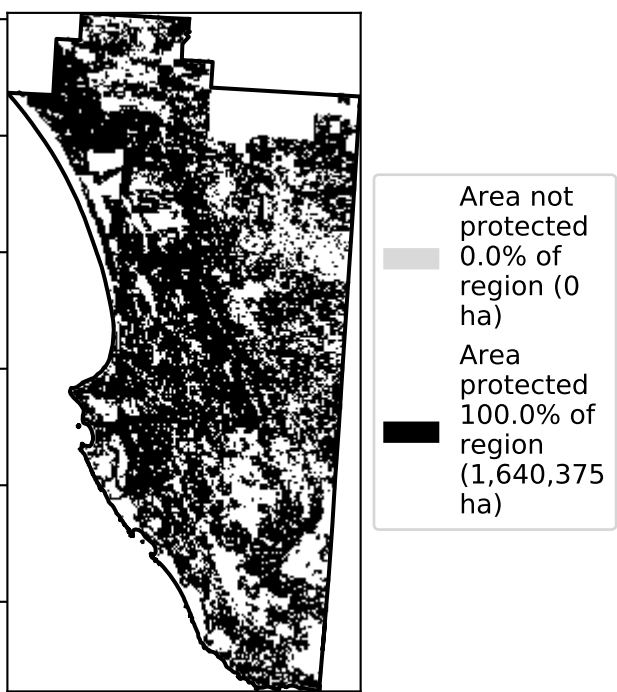 Area not
protected
0.0% of
region (0
ha)
Area
protected
100.0% of
region
(1,640,375
ha)